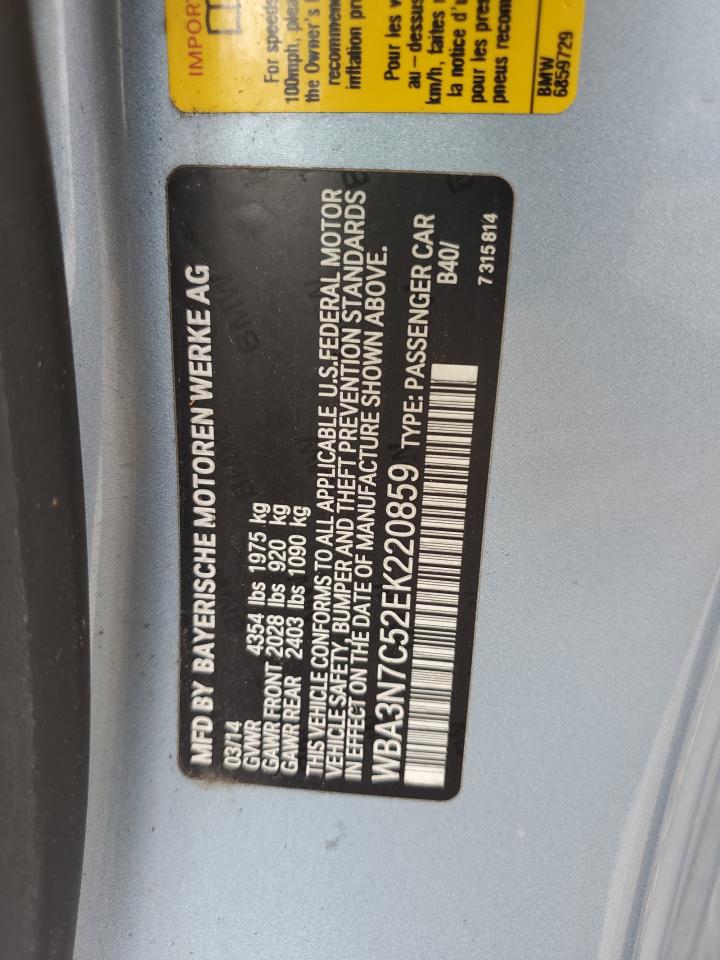 IMPORT
For speeds
100mph, plea
the Owner's
recommen
inflation pr
Pour les v
au - dessu
km/h, faites
la notice d'u
pour les pres
pneus recom
BMW
6859729
MFD BY BAYERISCHE MOTOREN WERKE AG
03/14
GVWR 4354 lbs 1975 kg
GAWR FRONT 2028 lbs 920 kg
GAWR REAR 2403 lbs 1090 kg
THIS VEHICLE CONFORMS TO ALL APPLICABLE U.S.FEDERAL MOTOR
VEHICLE SAFETY, BUMPER AND THEFT PREVENTION STANDARDS
IN EFFECT ON THE DATE OF MANUFACTURE SHOWN ABOVE.
WBA3N7C52EK220859 TYPE: PASSENGER CAR
B40/
7 315 814